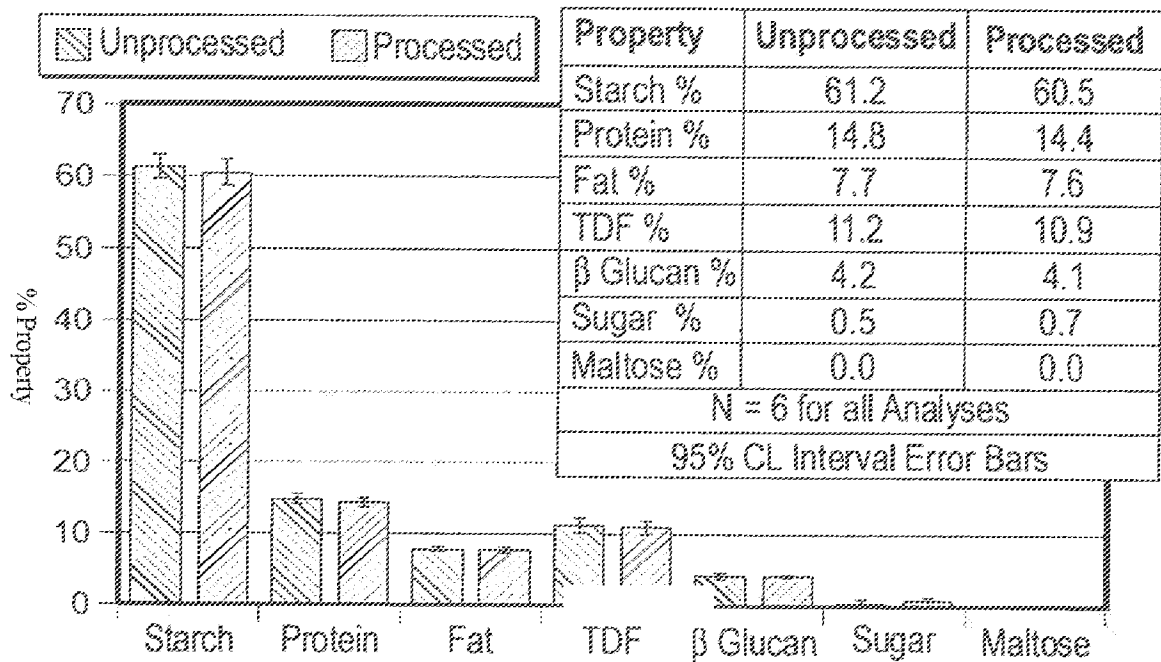 Unprocessed Processed
Property Unprocessed Processed
Starch % 61.2 60.5
Protein % 14.8 14.4
Fat % 7.7 7.6
TDF % 11.2 10.9
β Glucan % 4.2 4.1
Sugar % 0.5 0.7
Maltose % 0.0 0.0
N = 6 for all Analyses
95% CL Interval Error Bars
% Property
70
60
50
40
30
20
10
0
Starch Protein Fat TDF β Glucan Sugar Maltose